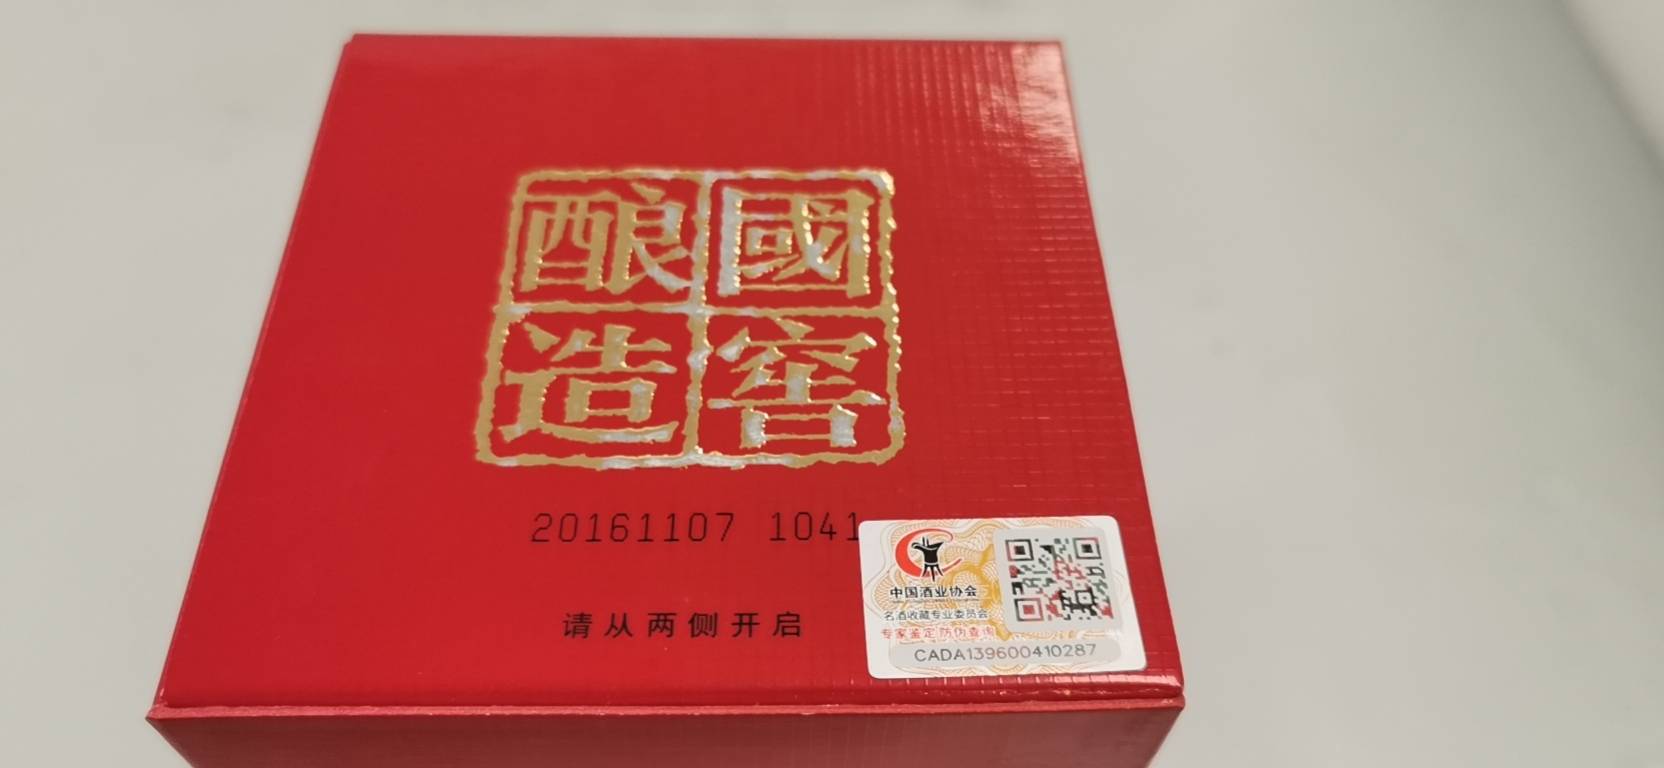 國窖酿造
20161107 1041
请从两侧开启
中国酒业协会
名酒收藏专业委员会
专家鉴定 防伪查询
CADA139600410287